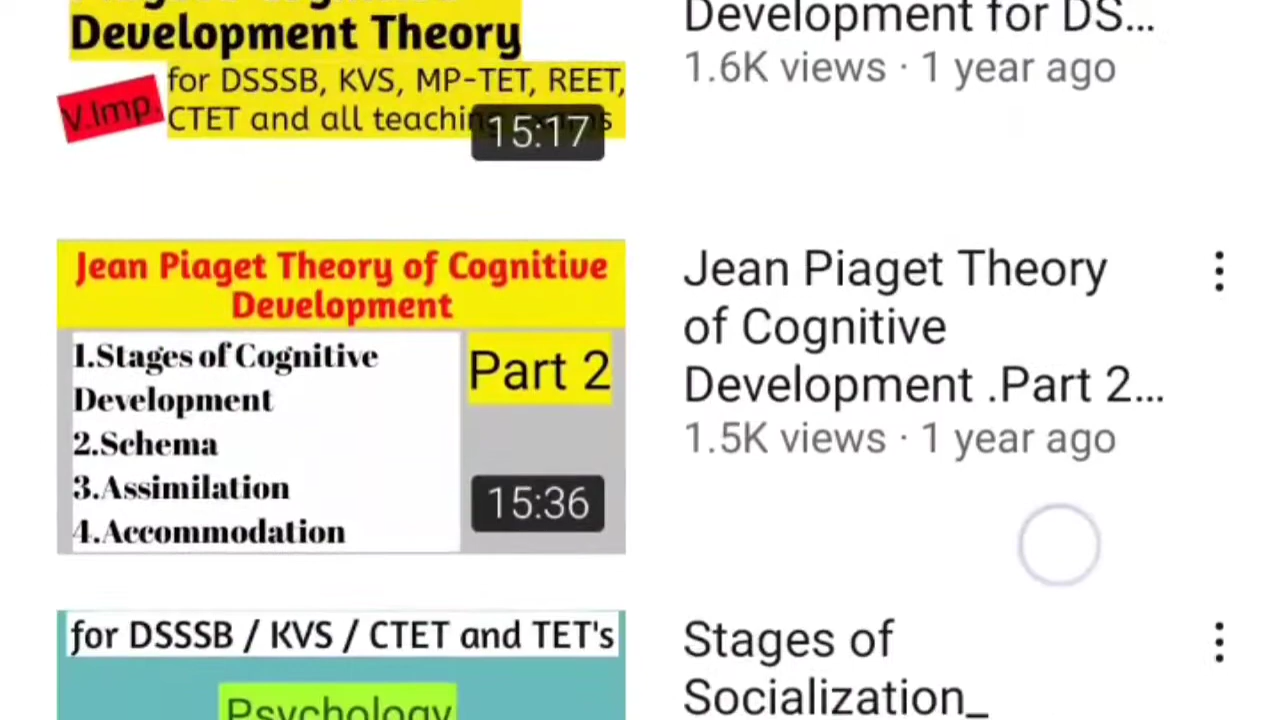 Development Theory
for DSSSB, KVS, MP-TET, REET,
V.Imp.
CTET and all teaching
15:17
Development for DS...
1.6K views · 1 year ago
Jean Piaget Theory of Cognitive
Development
1.Stages of Cognitive
Development
2.Schema
3.Assimilation
4.Accommodation
Part 2
15:36
Jean Piaget Theory
of Cognitive
Development .Part 2...
1.5K views · 1 year ago
for DSSSB / KVS / CTET and TET's
Psychology
Stages of
Socialization_